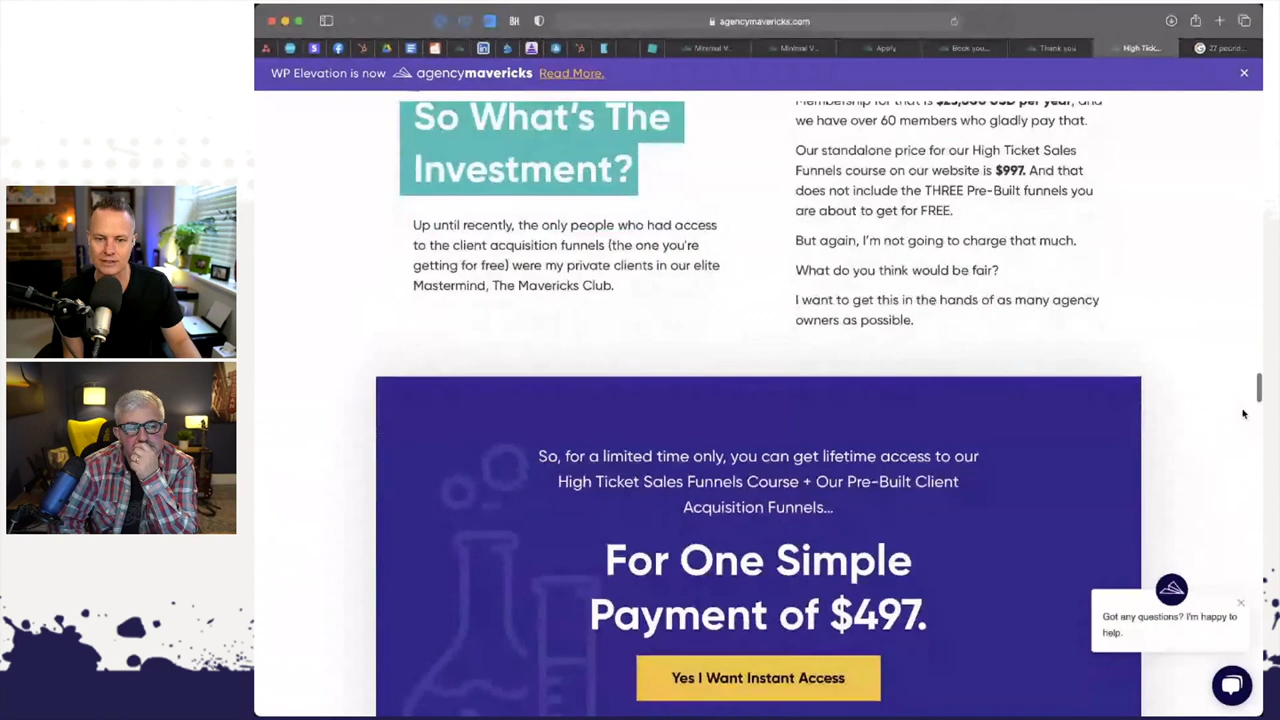 agencymavericks.com
BH
Minimal V...
Minimal V...
Apply
Book you...
Thank you
High Tick...
27 pound...
WP Elevation is now agencymavericks Read More.
So What's The
Investment?
Up until recently, the only people who had access
to the client acquisition funnels (the one you're
getting for free) were my private clients in our elite
Mastermind, The Mavericks Club.
Membership for that is $25,000 USD per year, and
we have over 60 members who gladly pay that.
Our standalone price for our High Ticket Sales
Funnels course on our website is $997. And that
does not include the THREE Pre-Built funnels you
are about to get for FREE.
But again, I'm not going to charge that much.
What do you think would be fair?
I want to get this in the hands of as many agency
owners as possible.
So, for a limited time only, you can get lifetime access to our
High Ticket Sales Funnels Course + Our Pre-Built Client
Acquisition Funnels...
For One Simple
Payment of $497.
Yes I Want Instant Access
Got any questions? I'm happy to
help.